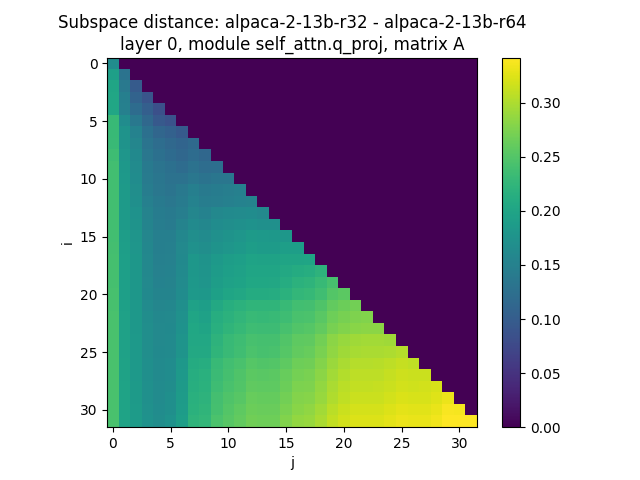 Subspace distance: alpaca-2-13b-r32 - alpaca-2-13b-r64
layer 0, module self_attn.q_proj, matrix A
0
5
10
15
20
25
30
i
0 5 10 15 20 25 30
j
0.30
0.25
0.20
0.15
0.10
0.05
0.00